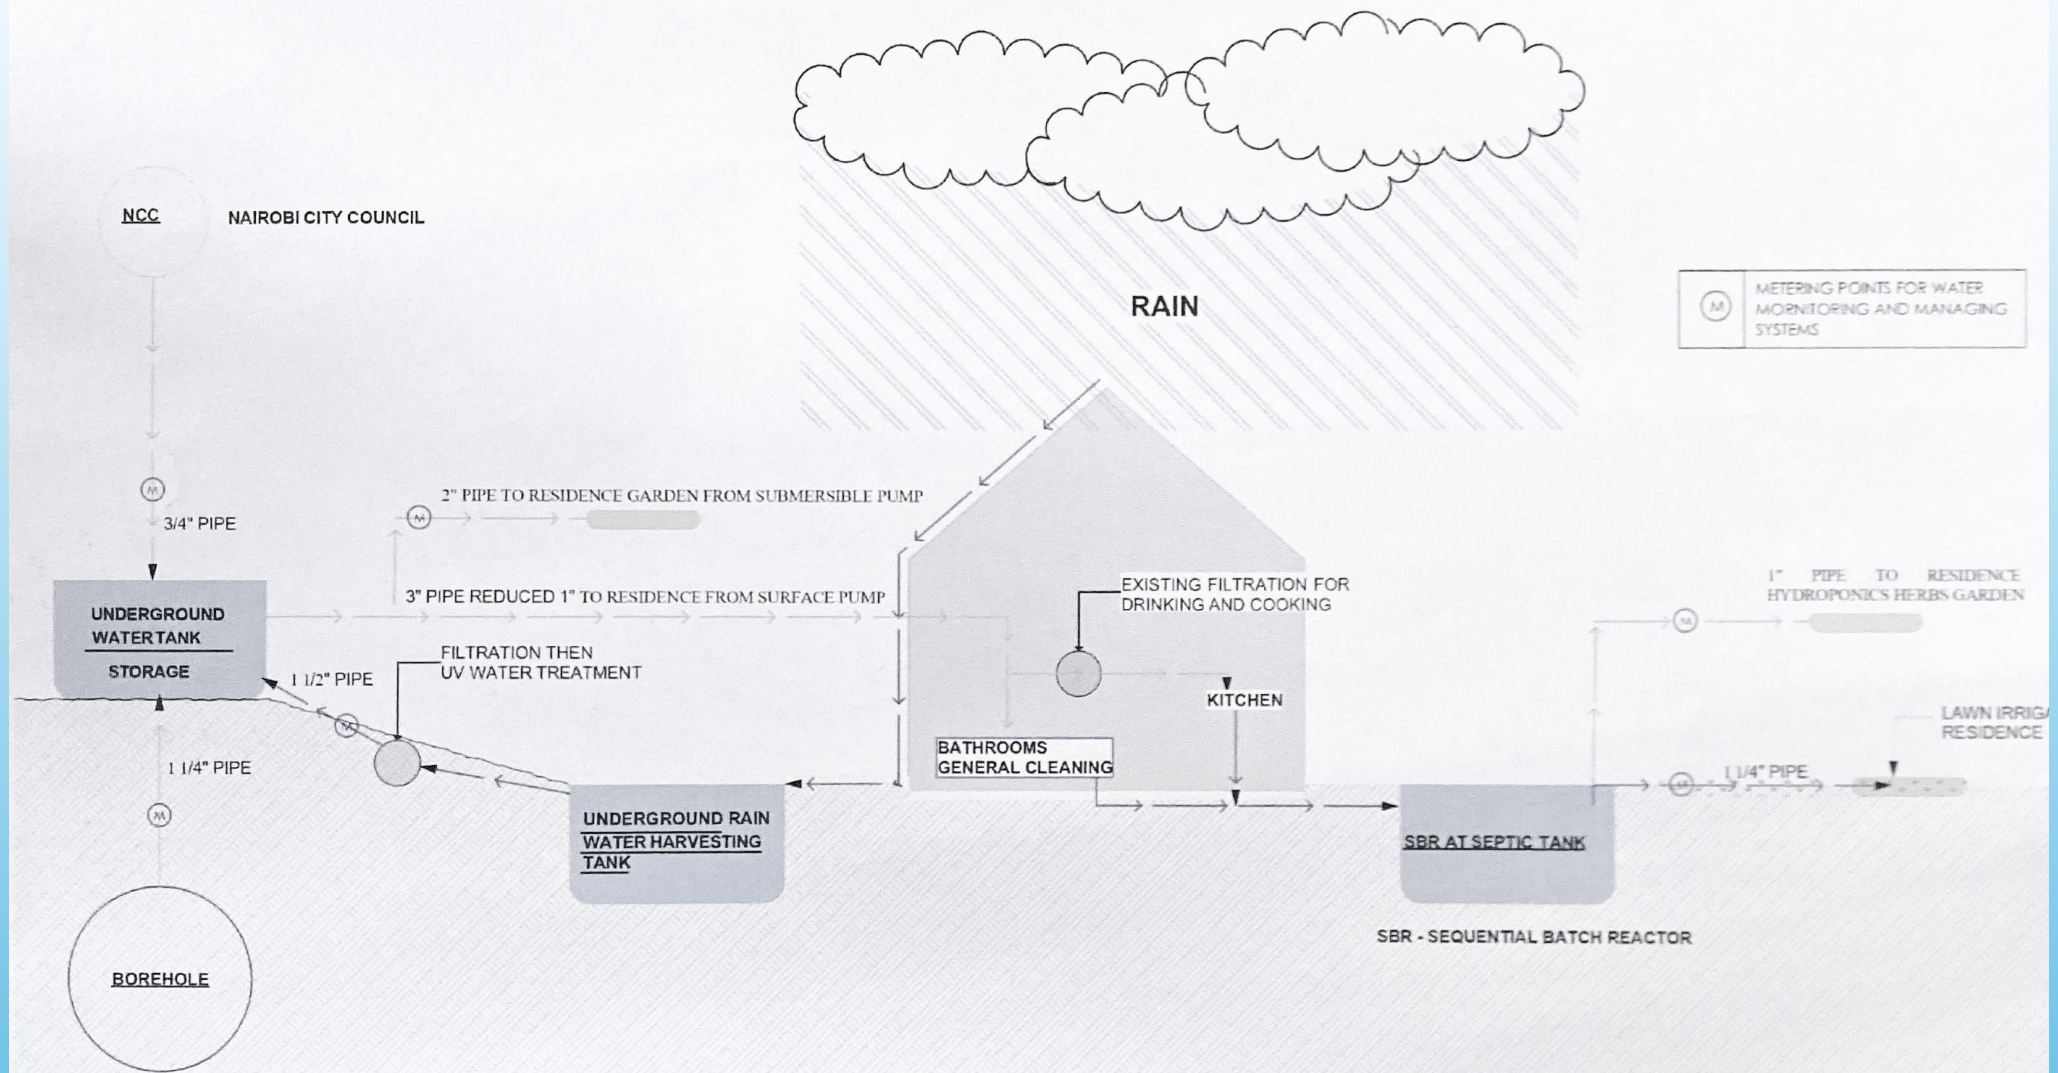 NCC
NAIROBI CITY COUNCIL
RAIN
M
METERING POINTS FOR WATER
MORNITORING AND MANAGING
SYSTEMS
M
3/4" PIPE
2" PIPE TO RESIDENCE GARDEN FROM SUBMERSIBLE PUMP
M
UNDERGROUND
WATER TANK
STORAGE
3" PIPE REDUCED 1" TO RESIDENCE FROM SURFACE PUMP
EXISTING FILTRATION FOR
DRINKING AND COOKING
1" PIPE TO RESIDENCE
HYDROPONICS HERBS GARDEN
M
FILTRATION THEN
UV WATER TREATMENT
1 1/2" PIPE
M
KITCHEN
LAWN
RESIDENCE
BATHROOMS
GENERAL CLEANING
1 1/4" PIPE
M
1 1/4" PIPE
M
UNDERGROUND RAIN
WATER HARVESTING
TANK
SBR AT SEPTIC TANK
SBR - SEQUENTIAL BATCH REACTOR
BOREHOLE